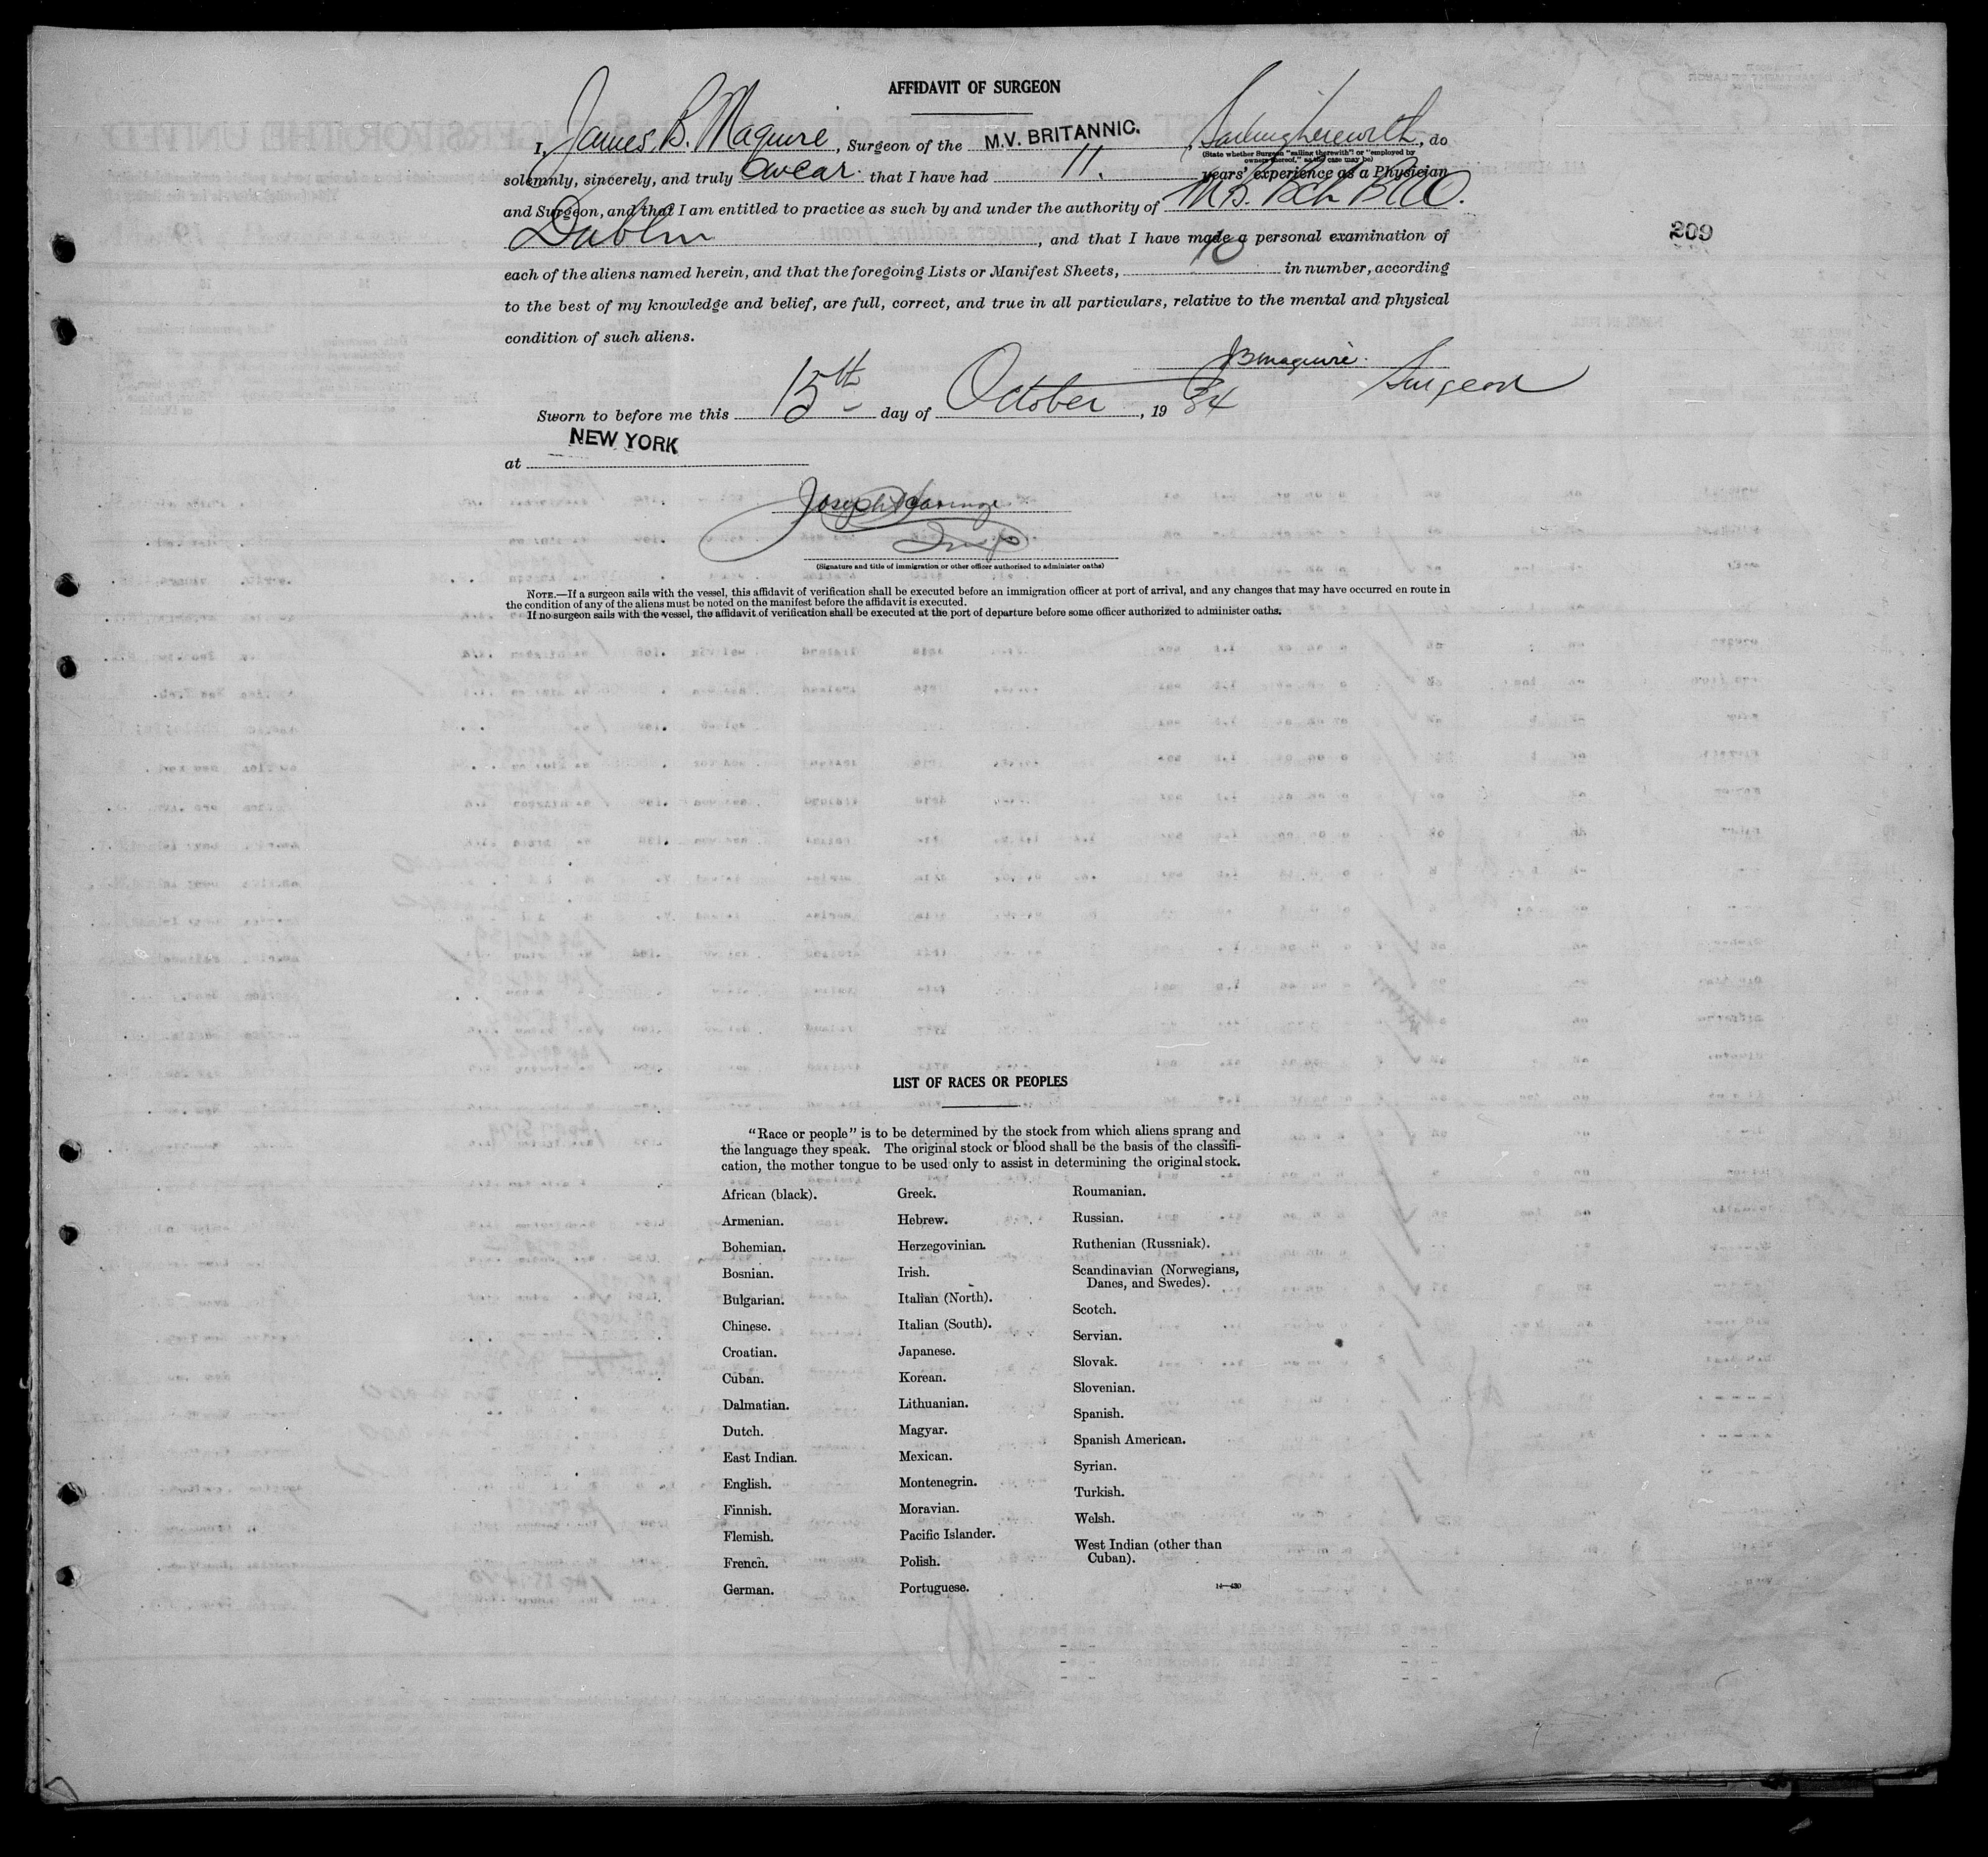 AFFIDAVIT OF SURGEON
I, James B. Maguire, Surgeon of the M.V. BRITANNIC., Sailing therewith, do
(State whether Surgeon "sailing therewith" or "employed by
owners thereof," as the case may be)
solemnly, sincerely, and truly swear that I have had 11. years' experience as a Physician
and Surgeon, and that I am entitled to practice as such by and under the authority of M.B. BCh BAO.
Dublin, and that I have made a personal examination of
209
each of the aliens named herein, and that the foregoing Lists or Manifest Sheets, 10 in number, according
to the best of my knowledge and belief, are full, correct, and true in all particulars, relative to the mental and physical
condition of such aliens.
JBMaguire.
Surgeon
Sworn to before me this 15th day of October, 1934
at NEW YORK
Joseph
Insp
(Signature and title of immigration or other officer authorized to administer oaths)
NOTE.—If a surgeon sails with the vessel, this affidavit of verification shall be executed before an immigration officer at port of arrival, and any changes that may have occurred en route in
the condition of any of the aliens must be noted on the manifest before the affidavit is executed.
If no surgeon sails with the vessel, the affidavit of verification shall be executed at the port of departure before some officer authorized to administer oaths.
LIST OF RACES OR PEOPLES
"Race or people" is to be determined by the stock from which aliens sprang and
the language they speak. The original stock or blood shall be the basis of the classifi-
cation, the mother tongue to be used only to assist in determining the original stock.
African (black).
Armenian.
Bohemian.
Bosnian.
Bulgarian.
Chinese.
Croatian.
Cuban.
Dalmatian.
Dutch.
East Indian.
English.
Finnish.
Flemish.
French.
German.
Greek.
Hebrew.
Herzegovinian.
Irish.
Italian (North).
Italian (South).
Japanese.
Korean.
Lithuanian.
Magyar.
Mexican.
Montenegrin.
Moravian.
Pacific Islander.
Polish.
Portuguese.
Roumanian.
Russian.
Ruthenian (Russniak).
Scandinavian (Norwegians,
Danes, and Swedes).
Scotch.
Servian.
Slovak.
Slovenian.
Spanish.
Spanish American.
Syrian.
Turkish.
Welsh.
West Indian (other than
Cuban).
14—430